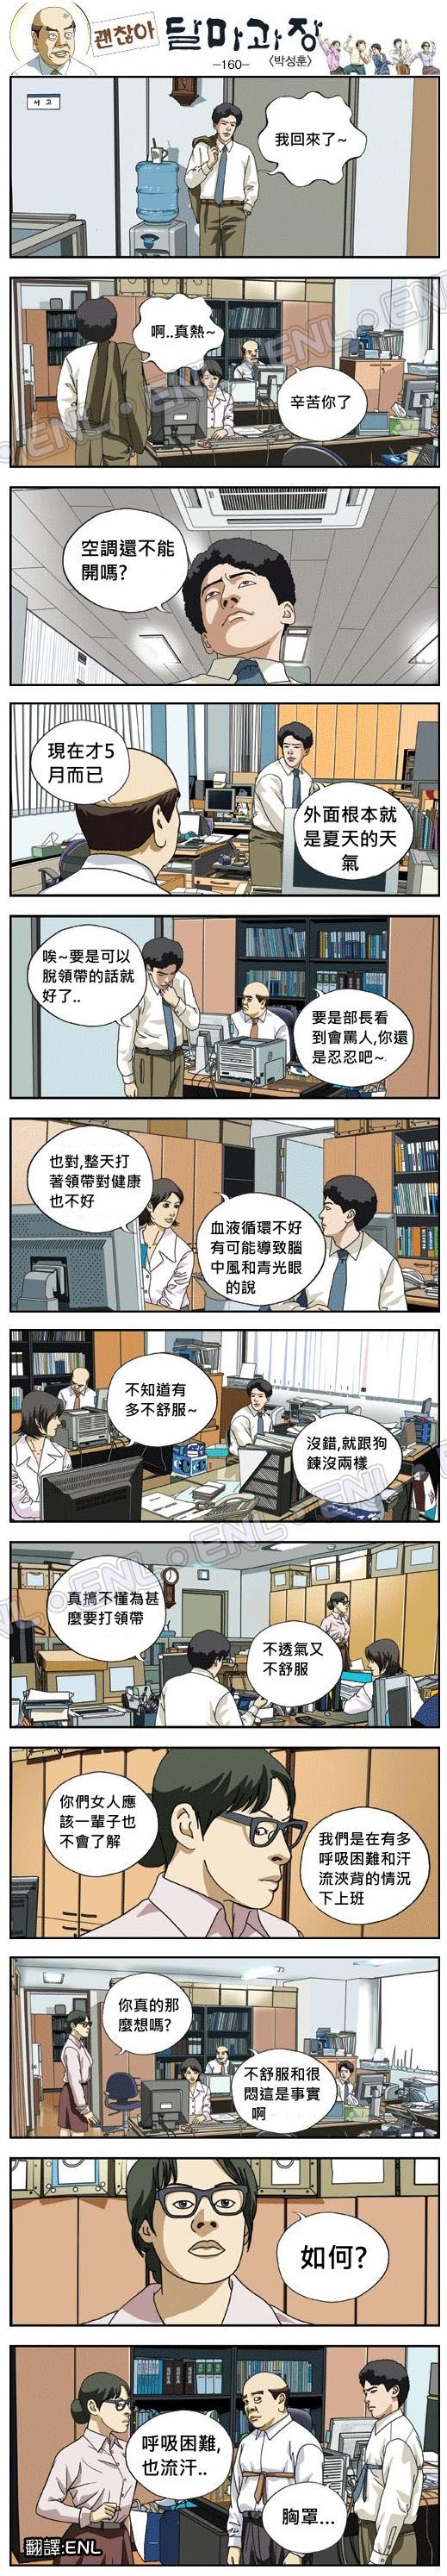 괜찮아
달마과장
-160-
<박성훈>
서고
我回來了~
啊..真熱~
辛苦你了
空調還不能
開嗎?
現在才5
月而已
外面根本就
是夏天的天
氣
唉~要是可以
脫領帶的話就
好了..
要是部長看
到會罵人,你還
是忍忍吧~
也對,整天打
著領帶對健康
也不好
血液循環不好
有可能導致腦
中風和青光眼
的說
不知道有
多不舒服~
沒錯,就跟狗
鍊沒兩樣
真搞不懂為甚
麼要打領帶
不透氣又
不舒服
你們女人應
該一輩子也
不會了解
我們是在有多
呼吸困難和汗
流浹背的情況
下上班
你真的那
麼想嗎?
不舒服和很
悶這是事實
啊
如何?
呼吸困難,
也流汗..
胸罩...
翻譯:ENL
ENL